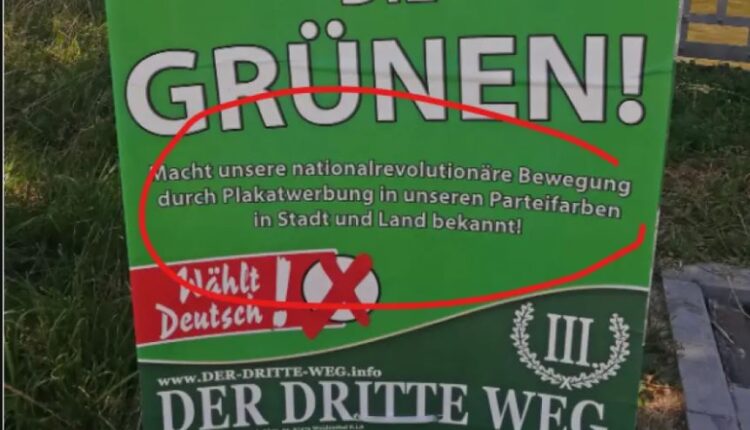 DIE
GRÜNEN!
Macht unsere nationalrevolutionäre Bewegung
durch Plakatwerbung in unseren Parteifarben
in Stadt und Land bekannt!
Wählt
Deutsch!
III
www.DER-DRITTE-WEG.info
DER DRITTE WEG